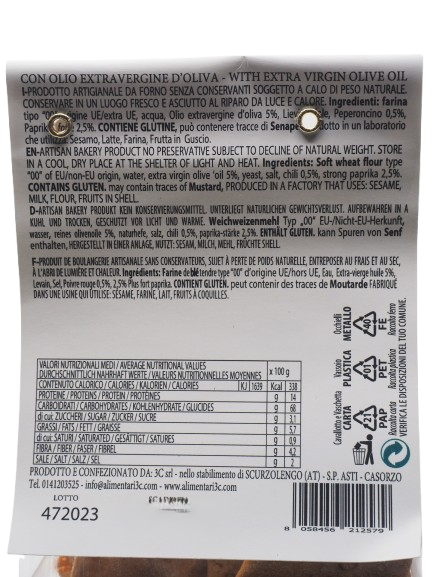 CON OLIO EXTRAVERGINE D'OLIVA - WITH EXTRA VIRGIN OLIVE OIL
I-PRODOTTO ARTIGIANALE DA FORNO SENZA CONSERVANTI SOGGETTO A CALO DI PESO NATURALE.
CONSERVARE IN UN LUOGO FRESCO E ASCIUTTO AL RIPARO DA LUCE E CALORE. Ingredienti: farina
tipo "00" UE/extra UE, acqua, Olio extravergine d'oliva 5%, Peperoncino 0,5%,
2,5%. CONTIENE GLUTINE, può contenere tracce di Senape in un laboratorio
che utilizza: Sesamo, Latte, Farina, Frutta in Guscio.
EN-ARTISAN BAKERY PRODUCT NO PRESERVATIVE SUBJECT TO DECLINE OF NATURAL WEIGHT. STORE
IN A COOL, DRY PLACE AT THE SHELTER OF LIGHT AND HEAT. Ingredients: Soft wheat flour type
"00" of EU/non-EU origin, water, extra virgin olive 'oil 5%, yeast, salt, chili 0,5%, strong paprika 2,5%.
CONTAINS GLUTEN. may contain traces of Mustard, PRODUCED IN A FACTORY THAT USES: SESAME,
MILK, FLOUR, FRUITS IN SHELL.
D-ARTISAN BAKERY PRODUKT KEIN KONSERVIERUNGSMITTEL. UNTERLIEGT NATURLICHEN GEWICHTSVERLUST. AUFBEWAHREN IN A
KUHL UND TROCKEN, GESCHUTZT VOR LICHT UND WARME. Weichweizenmehl Typ „00" EU-/Nicht-EU-Herkunft,
wasser, reines olivenöle 5%, naturhefe, salz, chili 0,5%, paprika-stärke 2,5%. ENTHÄLT GLUTEN. kann Spuren von Senf
enthalten, HERGESTELLT IN EINER ANLAGE, NUTZT: SESAM, MILCH, MEHL, FRÜCHTE SHELL.
F-PRODUIT DE BOULANGERIE ARTISANALE SANS CONSERVATEURS, SUJET À PERTE DE POIDS NATURELLE, ENTREPOSER AU FRAIS ET AU SEC,
À L'ABRI DE LUMIÈRE ET CHALEUR. Ingrédients: Farine de blé tendre type "00" d'origine UE/hors UE, Eau, Extra-vierge huile 5%,
Levain, Sel, Poivre rouge 0,5%, 2,5% Plus fort paprika. CONTIENT GLUTEN. peut contenir des traces de Moutarde FABRIQUÉ
DANS UNE USINE QUI UTILISE: SÉSAME, FARINE, LAIT, FRUITS À COQUILLES.
VALORI NUTRIZIONALI MEDI / AVERAGE NUTRITIONAL VALUES
DURCHSCHNITTLICH NAHRHAFT WERTE / VALEURS NUTRITIONNELLES MOYENNES x 100 g
CONTENUTO CALORICO / CALORIES / KALORIEN / CALORIES KJ 1639 Kcal 338
PROTEINE / PROTEINS / PROTEIN / PROTÉINES g 14
CARBOIDRATI / CARBOHYDRATES / KOHLENHYDRATE / GLUCIDES g 68
di cui: ZUCCHERI / SUGAR / ZUCKER / SUCRE g 3,1
GRASSI / FATS / FETT / GRAISSE g 5,7
di cui: SATURI / SATURATED / GESÄTTIGT / SATURES g 0,9
FIBRA / FIBER / FASER / FIBREL g 4,2
SALE / SALT / SALZ / SEL g 2
Occhielli
METALLO
40
FE
Raccolta ferro
Vassoio
PLASTICA
01
PET
Raccolta plastica
Cavallotto e Vaschetta
CARTA
22
PAP
Raccolta carta
VERIFICA LE DISPOSIZIONI DEL TUO COMUNE.
PRODOTTO E CONFEZIONATO DA: 3C srl - nello stabilimento di SCURZOLENGO (AT) - S.P. ASTI - CASORZO
Tel. 0141203525 - info@alimentari3c.com - www.alimentari3c.com
LOTTO
472023
8 058456 212579